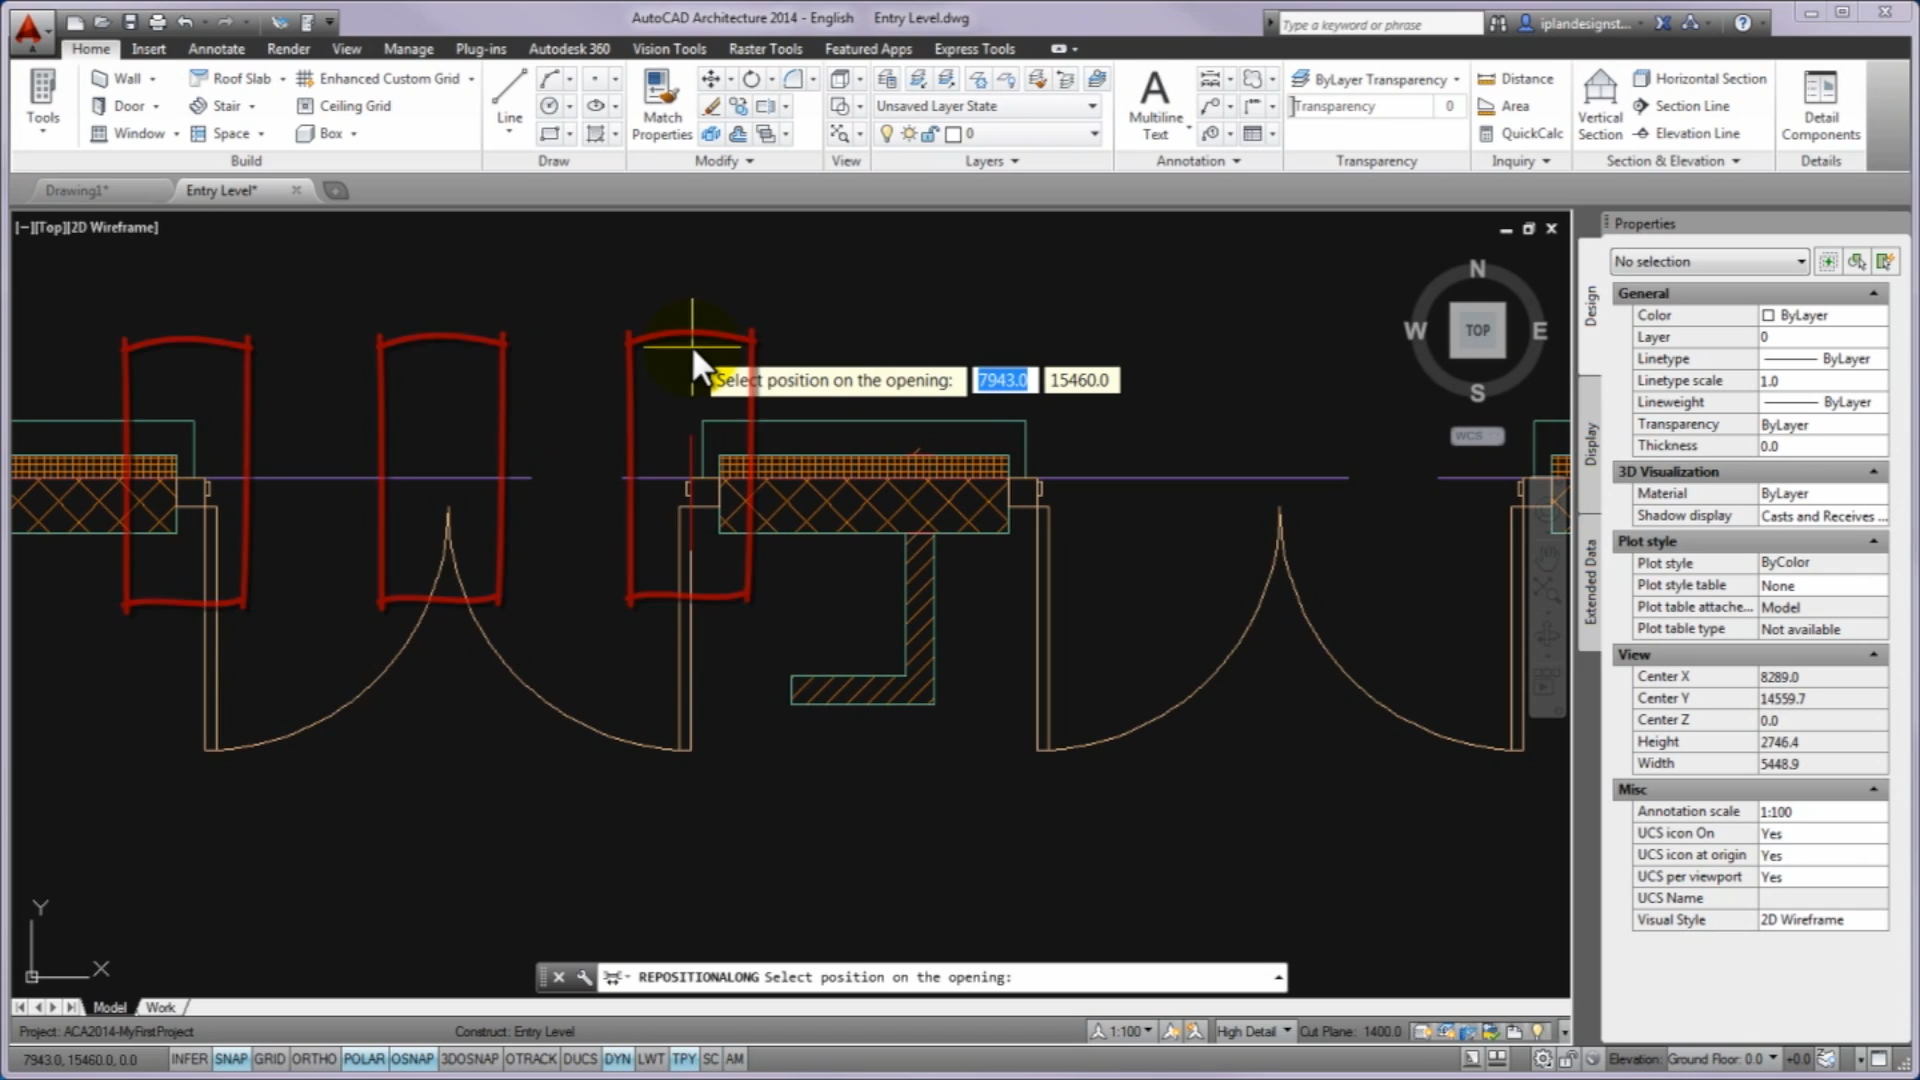 AutoCAD Architecture 2014 - English Entry Level.dwg
Type a keyword or phrase
iplandesignst...
Home Insert Annotate Render View Manage Plug-ins Autodesk 360 Vision Tools Raster Tools Featured Apps Express Tools
Wall Roof Slab Enhanced Custom Grid
Door Stair Ceiling Grid
Window Space Box
Tools
Line
Match
Properties
Unsaved Layer State
0
Multiline
Text
ByLayer Transparency
Transparency 0
Distance
Area
QuickCalc
Vertical
Section
Horizontal Section
Section Line
Elevation Line
Detail
Components
Build Draw Modify View Layers Annotation Transparency Inquiry Section & Elevation Details
Drawing1* Entry Level*
[−][Top][2D Wireframe]
Select position on the opening: 7943.0 15460.0
N
W TOP E
S
WCS
Y
X
REPOSITIONALONG Select position on the opening:
Model Work
Properties
No selection
Design
Display
Extended Data
General
Color ByLayer
Layer 0
Linetype ByLayer
Linetype scale 1.0
Lineweight ByLayer
Transparency ByLayer
Thickness 0.0
3D Visualization
Material ByLayer
Shadow display Casts and Receives ...
Plot style
Plot style ByColor
Plot style table None
Plot table attache... Model
Plot table type Not available
View
Center X 8289.0
Center Y 14559.7
Center Z 0.0
Height 2746.4
Width 5448.9
Misc
Annotation scale 1:100
UCS icon On Yes
UCS icon at origin Yes
UCS per viewport Yes
UCS Name
Visual Style 2D Wireframe
Project: ACA2014-MyFirstProject Construct: Entry Level 1:100 High Detail Cut Plane: 1400.0
7943.0, 15460.0, 0.0 INFER SNAP GRID ORTHO POLAR OSNAP 3DOSNAP OTRACK DUCS DYN LWT TPY SC AM Elevation: Ground Floor: 0.0 +0.0